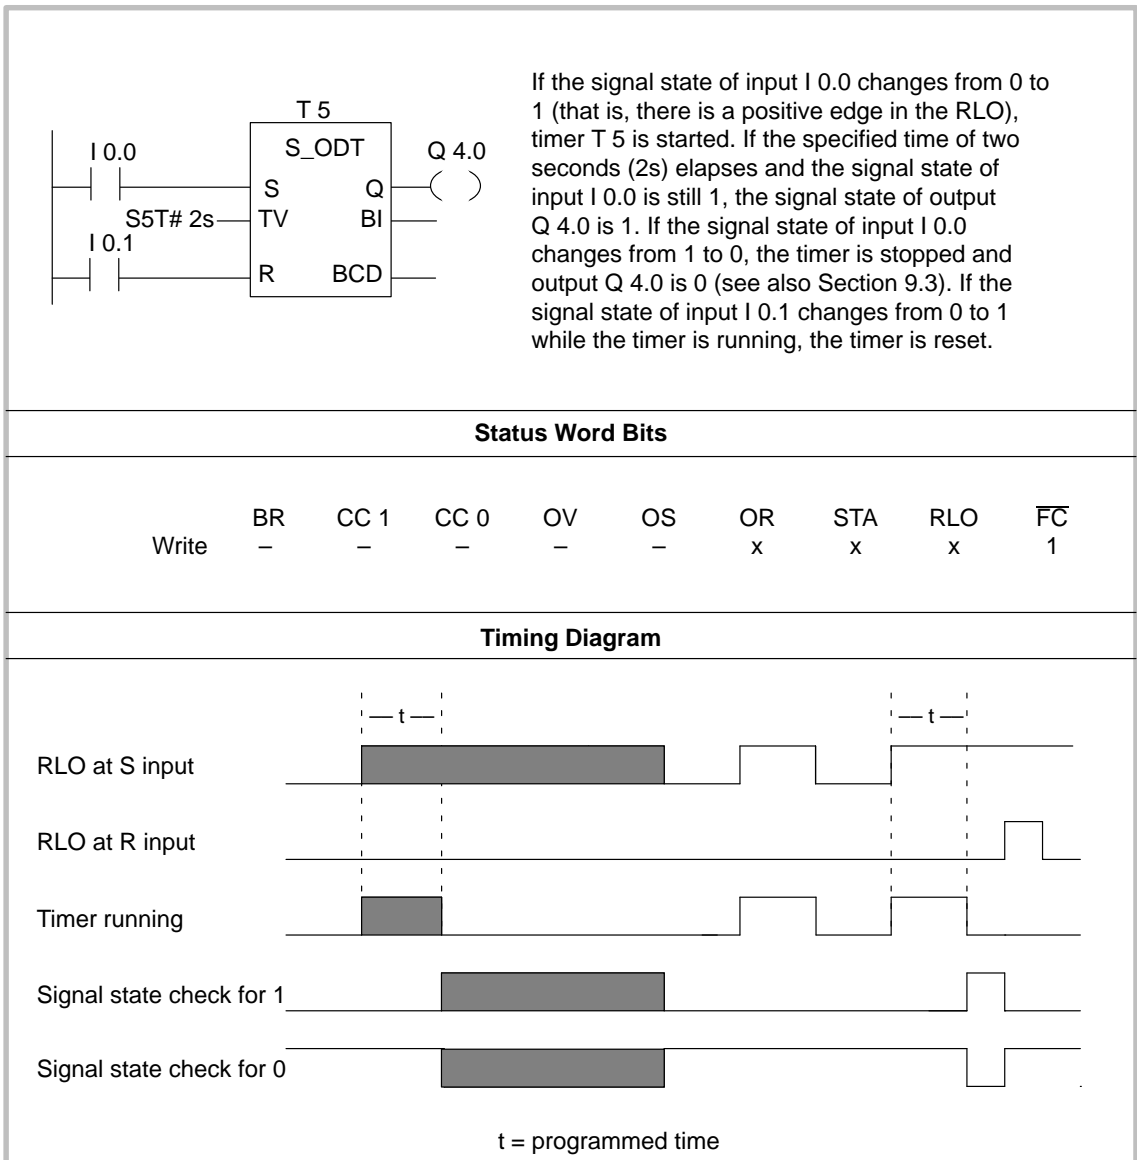 T 5
S_ODT
I 0.0
Q 4.0
S
Q
S5T# 2s
TV
BI
I 0.1
R
BCD
If the signal state of input I 0.0 changes from 0 to
1 (that is, there is a positive edge in the RLO),
timer T 5 is started. If the specified time of two
seconds (2s) elapses and the signal state of
input I 0.0 is still 1, the signal state of output
Q 4.0 is 1. If the signal state of input I 0.0
changes from 1 to 0, the timer is stopped and
output Q 4.0 is 0 (see also Section 9.3). If the
signal state of input I 0.1 changes from 0 to 1
while the timer is running, the timer is reset.
Status Word Bits
BR CC 1 CC 0 OV OS OR STA RLO F̅C̅
Write – – – – – x x x 1
Timing Diagram
t
t
RLO at S input
RLO at R input
Timer running
Signal state check for 1
Signal state check for 0
t = programmed time